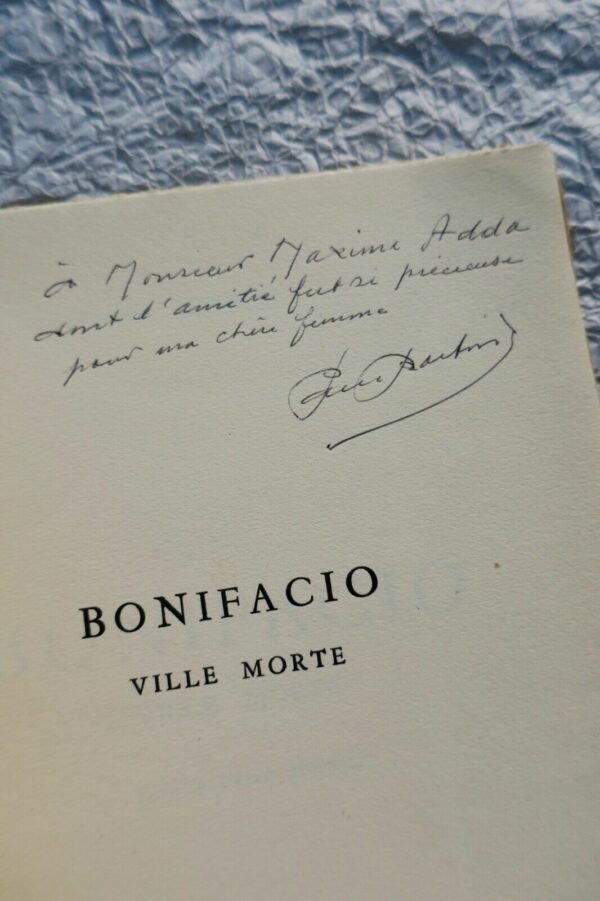 à Monsieur Maxime Adda
dont l'amitié fut si précieuse
pour ma chère femme
BONIFACIO
VILLE MORTE